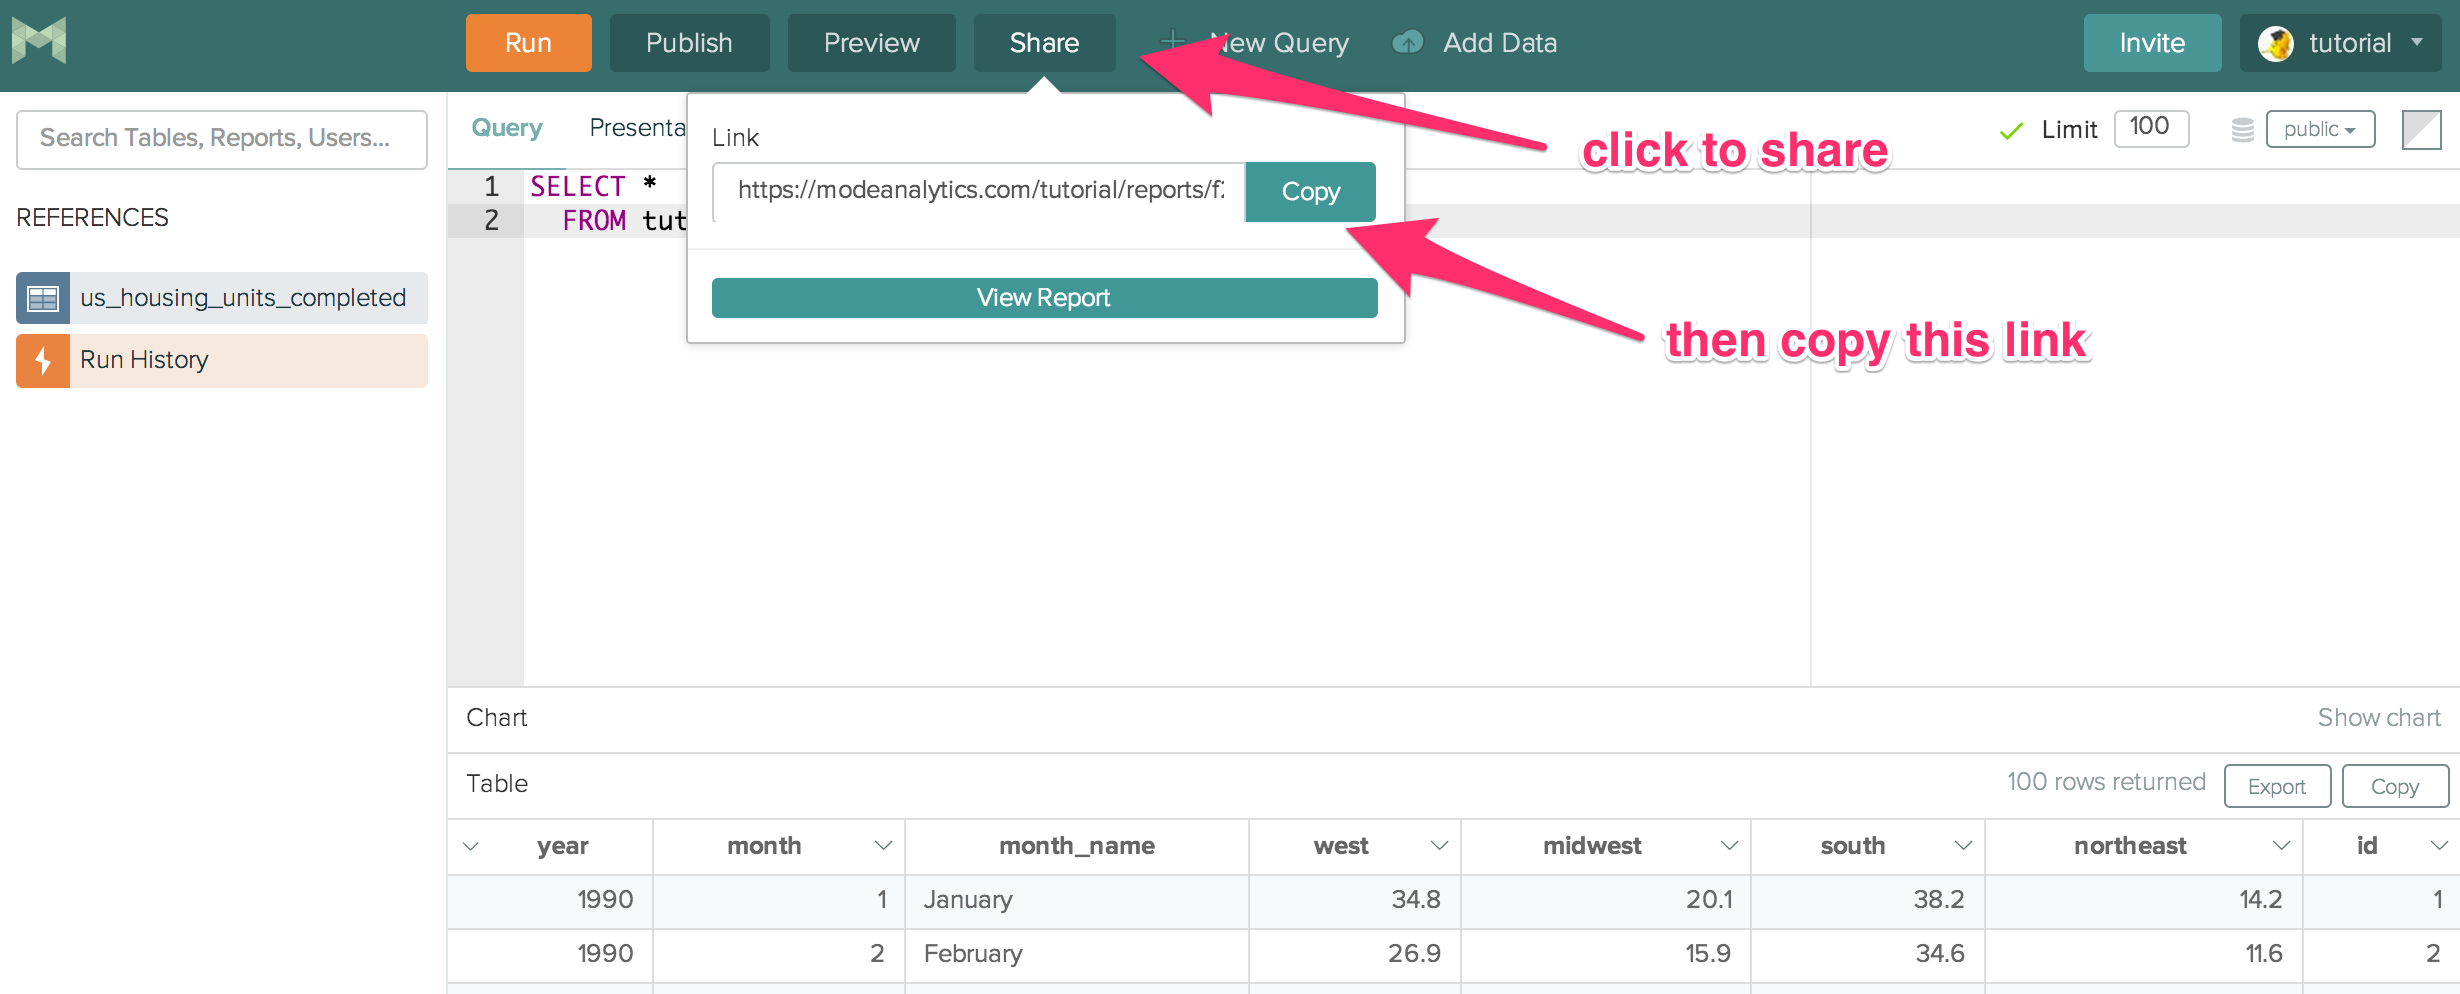 Run Publish Preview Share New Query Add Data Invite tutorial
Search Tables, Reports, Users...
Query
Link
Limit 100 public
click to share
https://modeanalytics.com/tutorial/reports/ Copy
1 SELECT *
2 FROM
REFERENCES
View Report
us_housing_units_completed
then copy this link
Run History
Chart Show chart
Table 100 rows returned Export Copy
year month month_name west midwest south northeast id
1990 1 January 34.8 20.1 38.2 14.2 1
1990 2 February 26.9 15.9 34.6 11.6 2